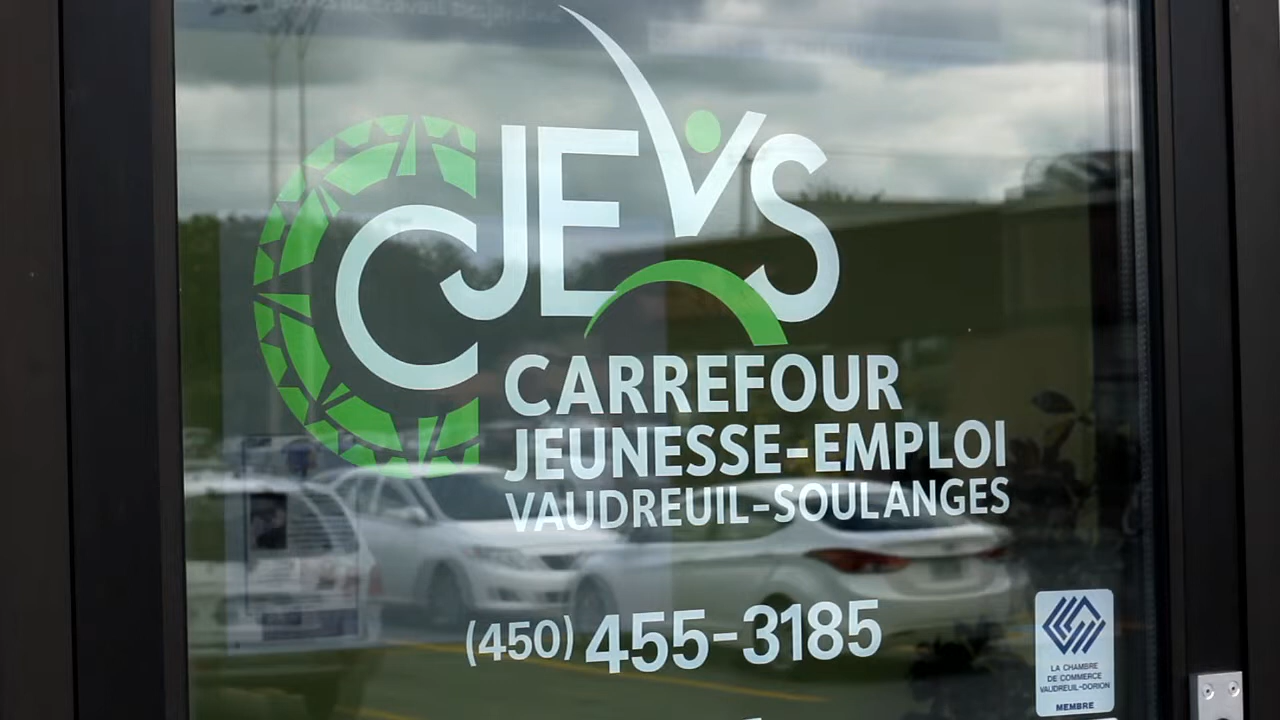 CJEVS
CARREFOUR
JEUNESSE-EMPLOI
VAUDREUIL-SOULANGES
(450) 455-3185
LA CHAMBRE
DE COMMERCE
VAUDREUIL-DORION
MEMBRE